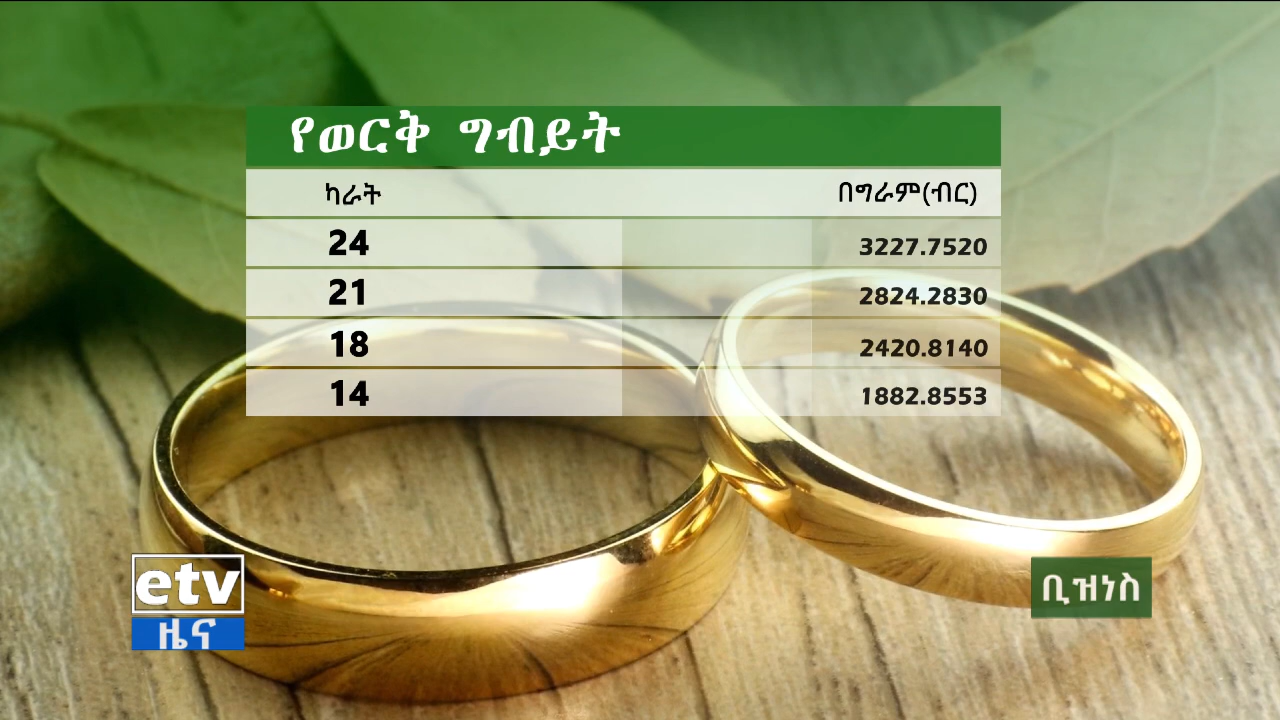 የወርቅ ግብይት
ካራት በግራም(ብር)
24 3227.7520
21 2824.2830
18 2420.8140
14 1882.8553
etv
ዜና
ቢዝነስ